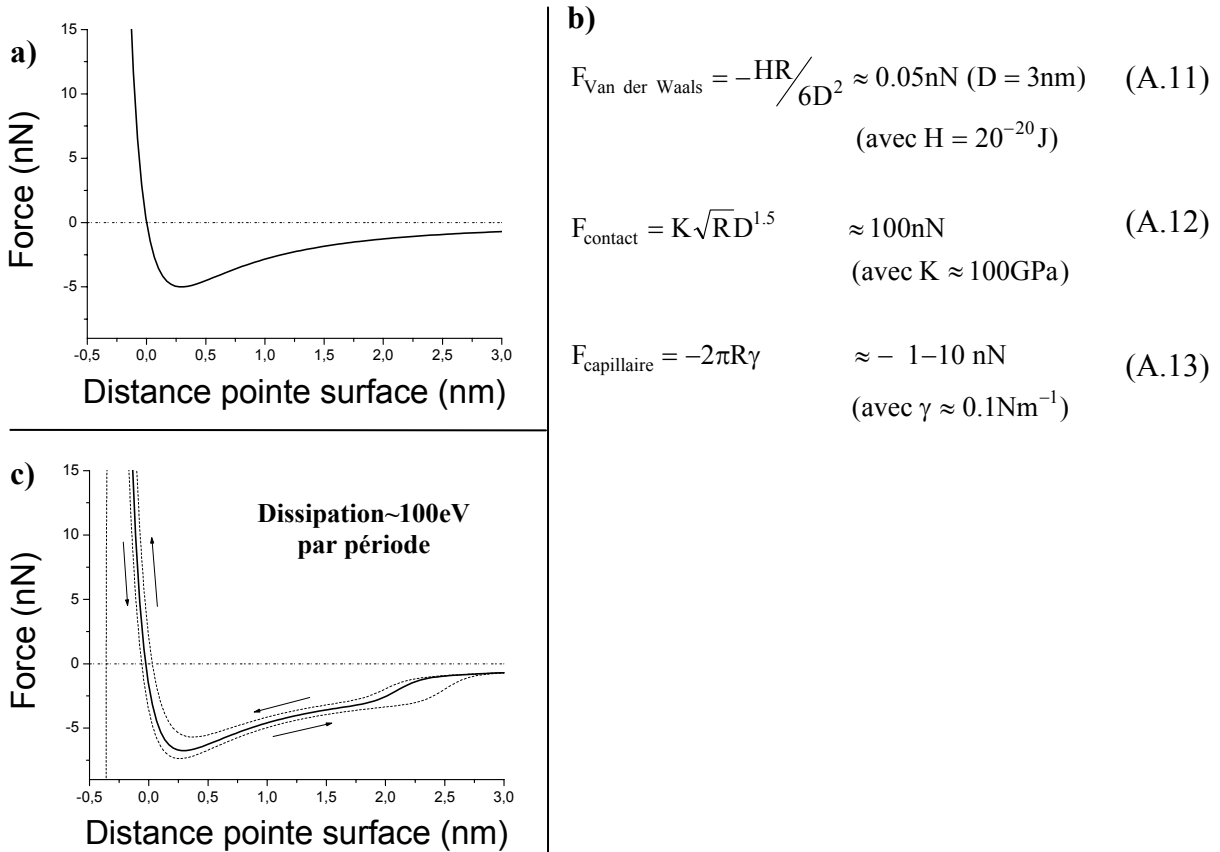 a)
15
10
5
0
-5
Force (nN)
-0,5 0,0 0,5 1,0 1,5 2,0 2,5 3,0
Distance pointe surface (nm)
b)
F_Van der Waals = −HR/6D² ≈ 0.05nN (D = 3nm) (A.11)
(avec H = 20⁻²⁰J)
F_contact = K√R D^1.5 ≈ 100nN (A.12)
(avec K ≈ 100GPa)
F_capillaire = −2πRγ ≈ − 1−10 nN (A.13)
(avec γ ≈ 0.1Nm⁻¹)
c)
15
10
5
0
-5
Force (nN)
Dissipation~100eV
par période
-0,5 0,0 0,5 1,0 1,5 2,0 2,5 3,0
Distance pointe surface (nm)